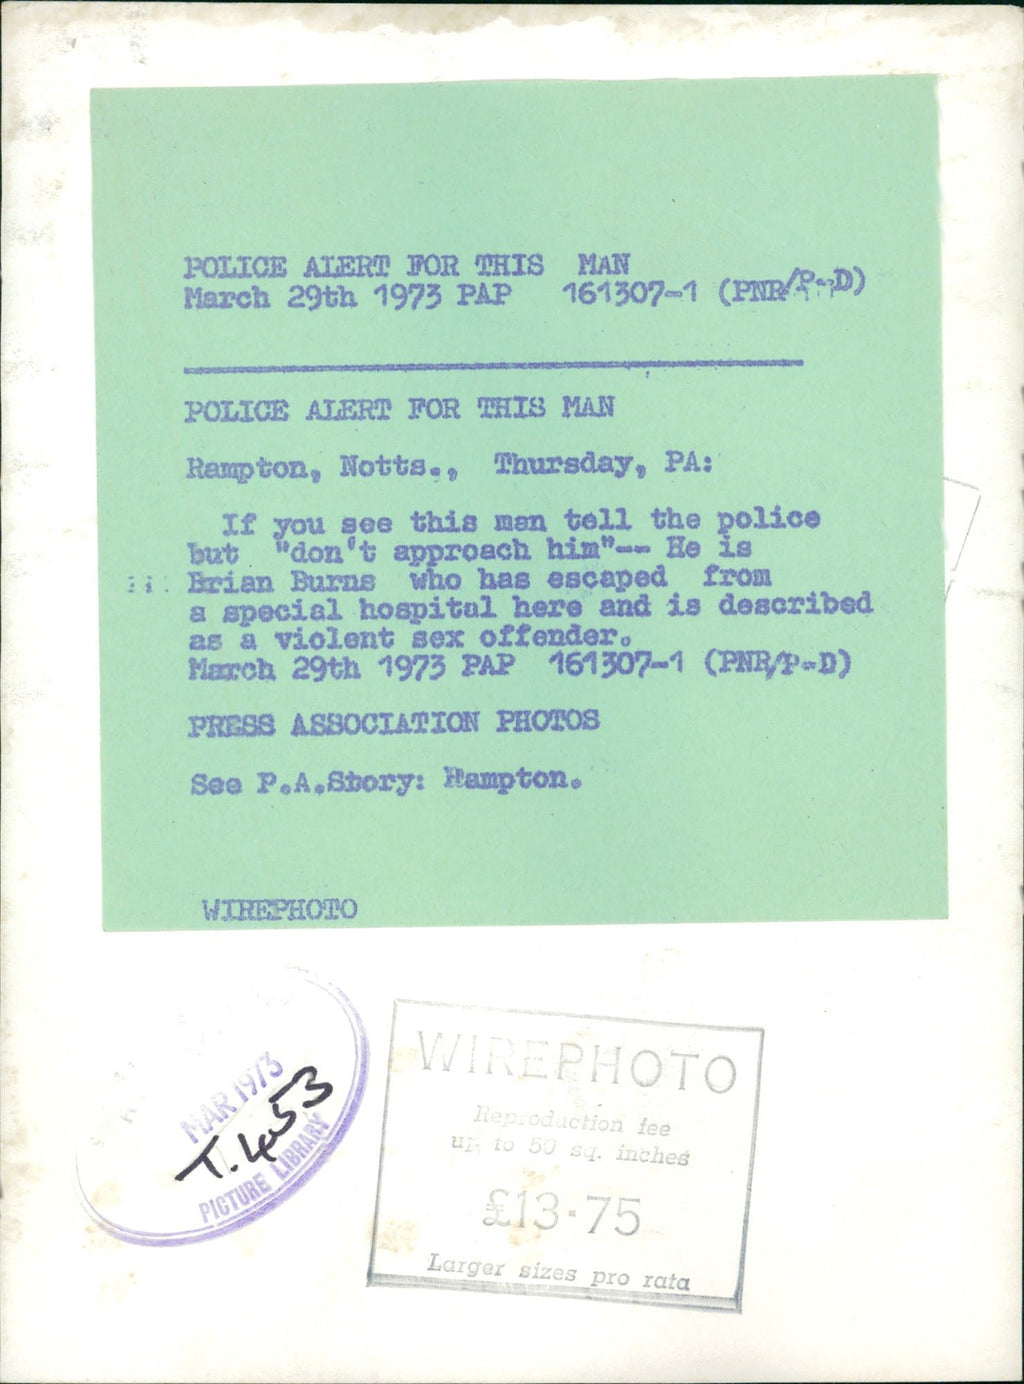 POLICE ALERT FOR THIS MAN
March 29th 1973 PAP 161307-1 (PNR/P-D)
POLICE ALERT FOR THIS MAN
Rampton, Notts., Thursday, PA:
If you see this man tell the police
but "don't approach him"-- He is
Brian Burns who has escaped from
a special hospital here and is described
as a violent sex offender.
March 29th 1973 PAP 161307-1 (PNR/P-D)
PRESS ASSOCIATION PHOTOS
See P.A.Story: Rampton.
WIREPHOTO
MAR 1973
T.453
PICTURE LIBRARY
WIREPHOTO
Reproduction fee
up to 50 sq. inches
£13·75
Larger sizes pro rata